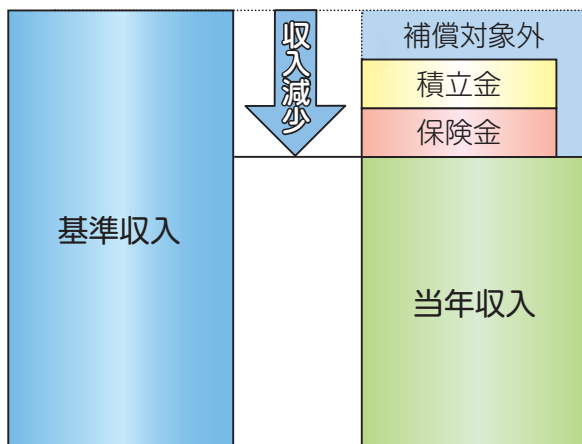 基準収入
収入減少
補償対象外
積立金
保険金
当年収入